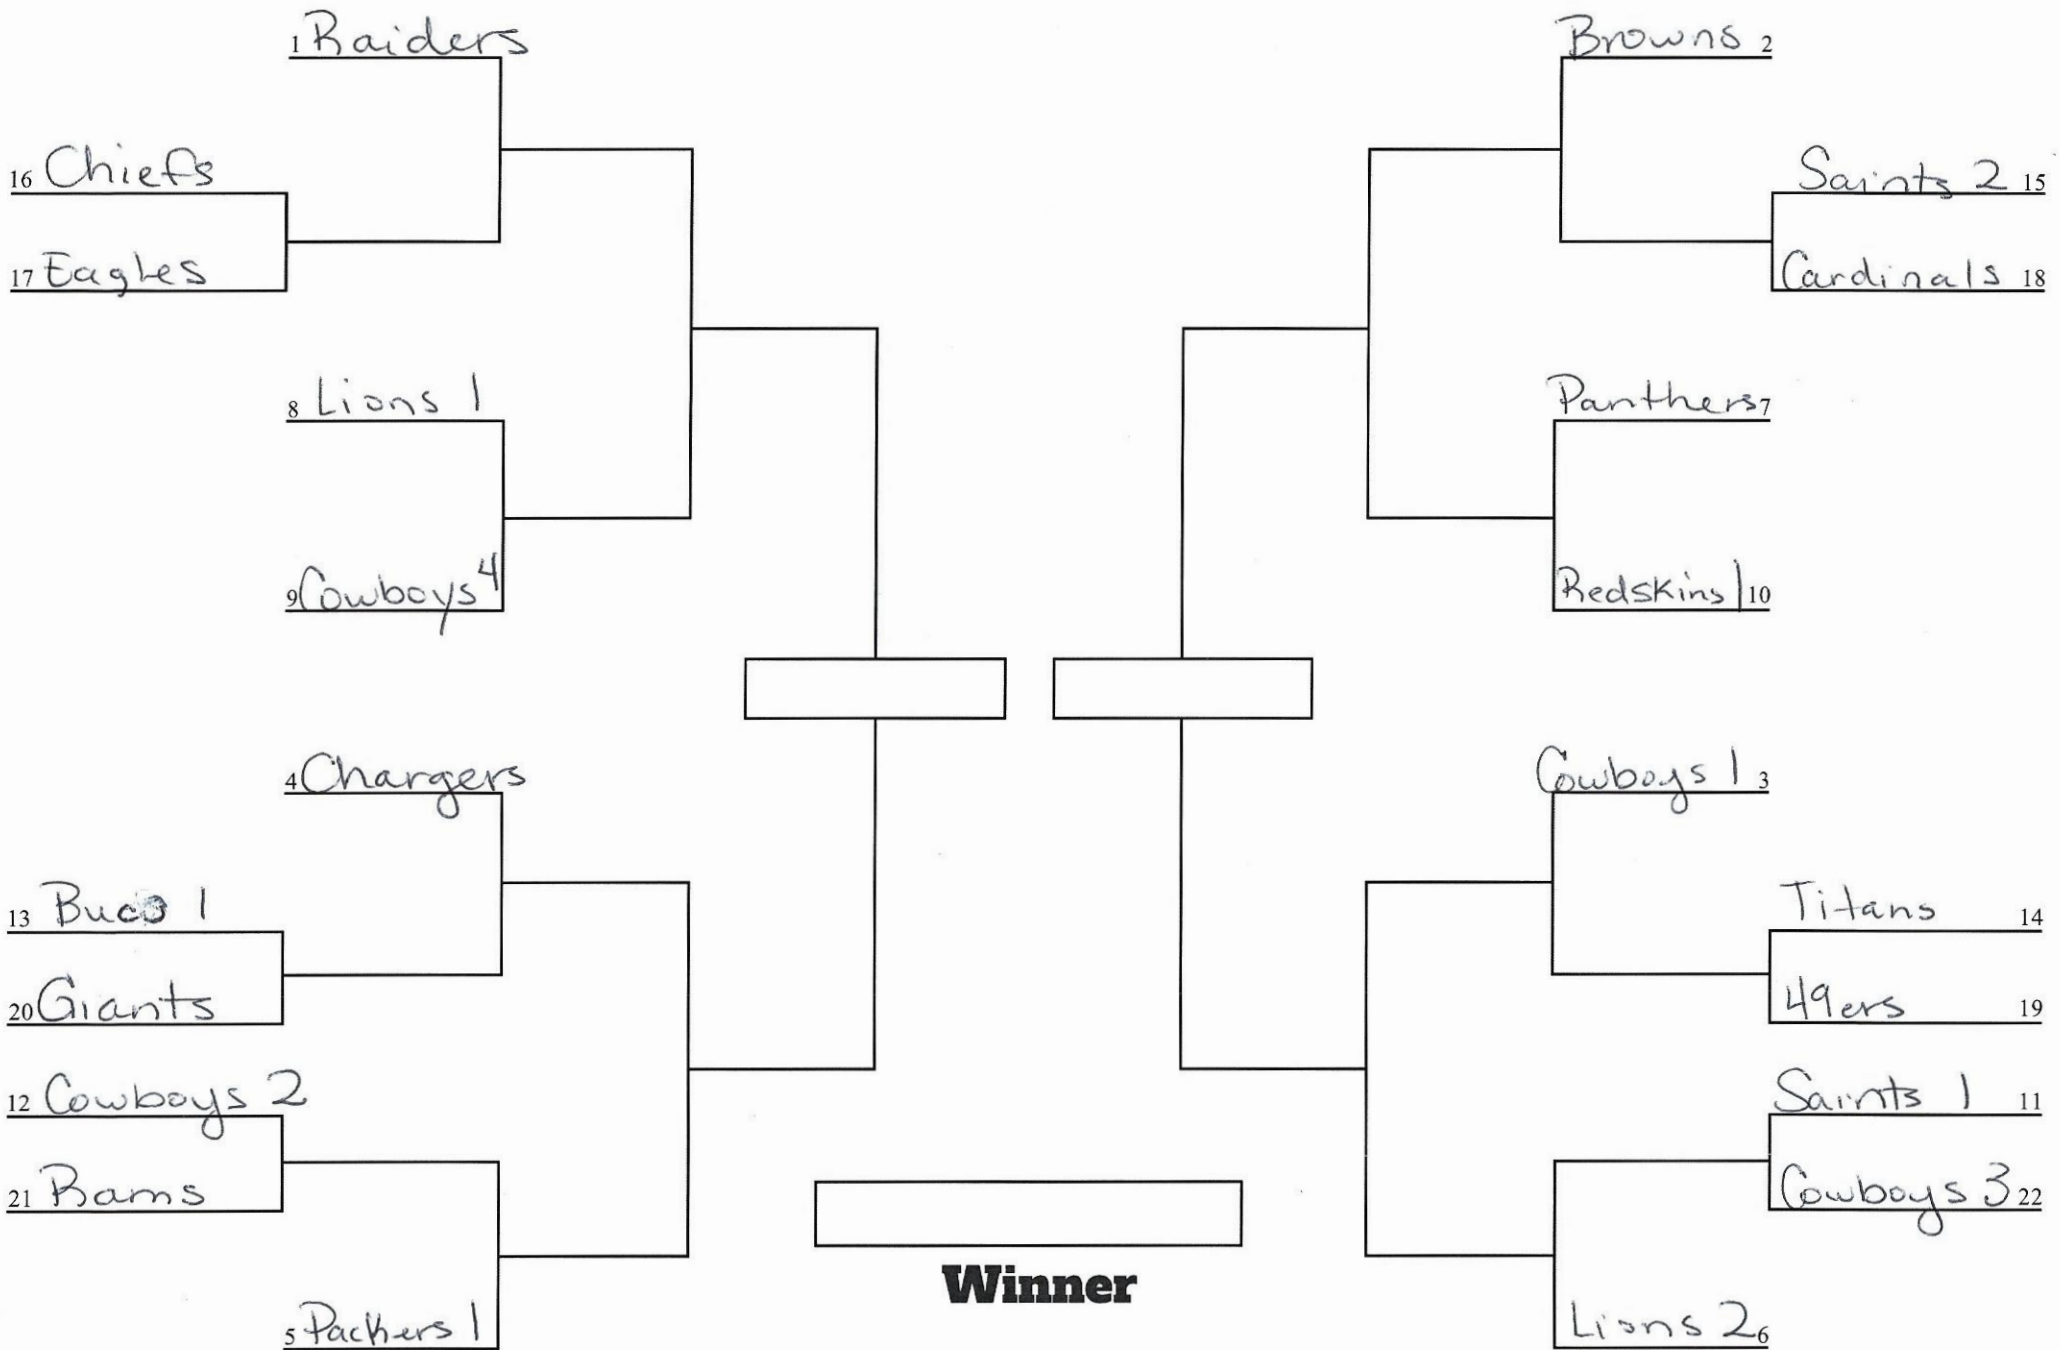 1 Raiders
16 Chiefs
17 Eagles
8 Lions 1
9 Cowboys 4
4 Chargers
13 Bucs 1
20 Giants
12 Cowboys 2
21 Rams
5 Packers 1
Browns 2
Saints 2 15
Cardinals 18
Panthers 7
Redskins 1 10
Cowboys 1 3
Titans 14
49ers 19
Saints 1 11
Cowboys 3 22
Lions 2 6
Winner